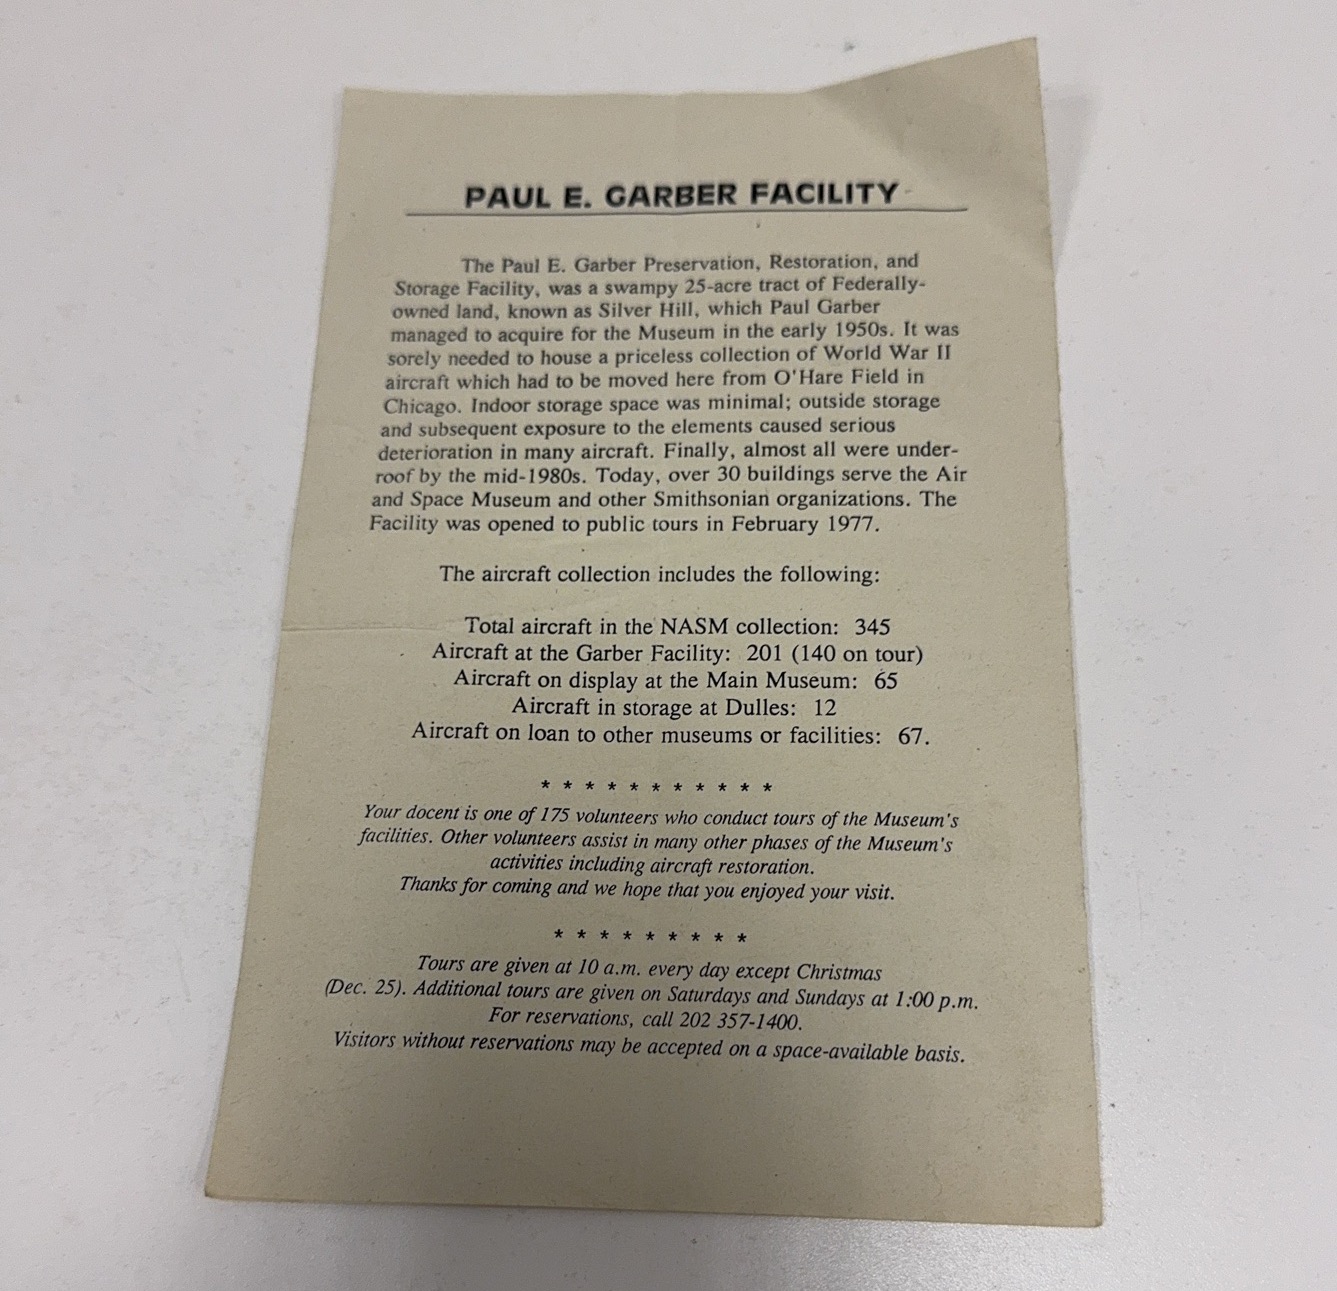 PAUL E. GARBER FACILITY
The Paul E. Garber Preservation, Restoration, and
Storage Facility, was a swampy 25-acre tract of Federally-
owned land, known as Silver Hill, which Paul Garber
managed to acquire for the Museum in the early 1950s. It was
sorely needed to house a priceless collection of World War II
aircraft which had to be moved here from O'Hare Field in
Chicago. Indoor storage space was minimal; outside storage
and subsequent exposure to the elements caused serious
deterioration in many aircraft. Finally, almost all were under-
roof by the mid-1980s. Today, over 30 buildings serve the Air
and Space Museum and other Smithsonian organizations. The
Facility was opened to public tours in February 1977.
The aircraft collection includes the following:
Total aircraft in the NASM collection: 345
Aircraft at the Garber Facility: 201 (140 on tour)
Aircraft on display at the Main Museum: 65
Aircraft in storage at Dulles: 12
Aircraft on loan to other museums or facilities: 67.
* * * * * * * * * * *
Your docent is one of 175 volunteers who conduct tours of the Museum's
facilities. Other volunteers assist in many other phases of the Museum's
activities including aircraft restoration.
Thanks for coming and we hope that you enjoyed your visit.
* * * * * * * * *
Tours are given at 10 a.m. every day except Christmas
(Dec. 25). Additional tours are given on Saturdays and Sundays at 1:00 p.m.
For reservations, call 202 357-1400.
Visitors without reservations may be accepted on a space-available basis.